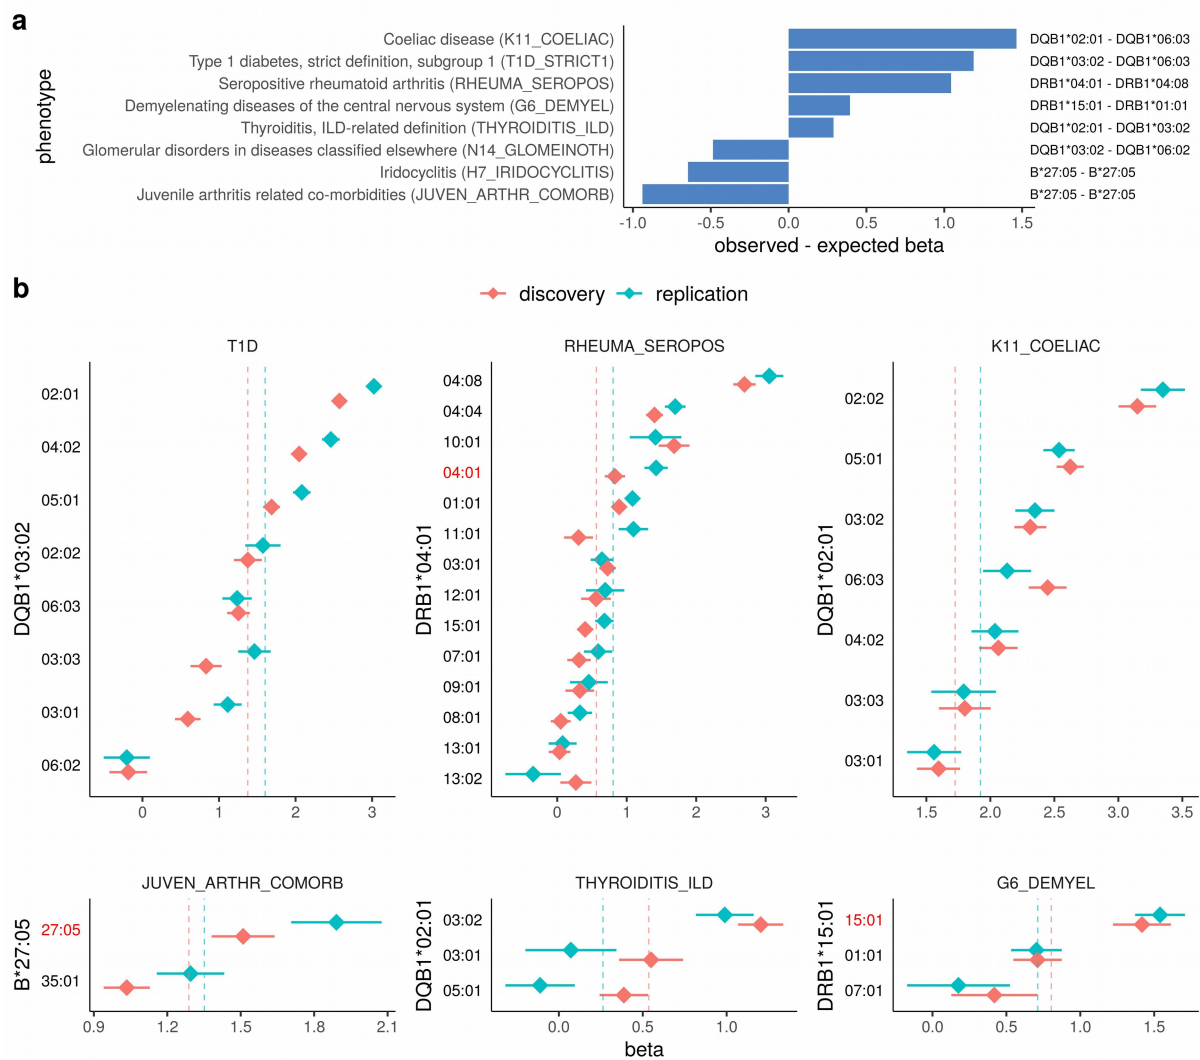 a
phenotype
Coeliac disease (K11_COELIAC)
DQB1*02:01 - DQB1*06:03
Type 1 diabetes, strict definition, subgroup 1 (T1D_STRICT1)
DQB1*03:02 - DQB1*06:03
Seropositive rheumatoid arthritis (RHEUMA_SEROPOS)
DRB1*04:01 - DRB1*04:08
Demyelenating diseases of the central nervous system (G6_DEMYEL)
DRB1*15:01 - DRB1*01:01
Thyroiditis, ILD-related definition (THYROIDITIS_ILD)
DQB1*02:01 - DQB1*03:02
Glomerular disorders in diseases classified elsewhere (N14_GLOMEINOTH)
DQB1*03:02 - DQB1*06:02
Iridocyclitis (H7_IRIDOCYCLITIS)
B*27:05 - B*27:05
Juvenile arthritis related co-morbidities (JUVEN_ARTHR_COMORB)
B*27:05 - B*27:05
-1.0 -0.5 0.0 0.5 1.0 1.5
observed - expected beta
b
discovery replication
T1D
DQB1*03:02
02:01
04:02
05:01
02:02
06:03
03:03
03:01
06:02
0 1 2 3
RHEUMA_SEROPOS
DRB1*04:01
04:08
04:04
10:01
04:01
01:01
11:01
03:01
12:01
15:01
07:01
09:01
08:01
13:01
13:02
0 1 2 3
K11_COELIAC
DQB1*02:01
02:02
05:01
03:02
06:03
04:02
03:03
03:01
1.5 2.0 2.5 3.0 3.5
JUVEN_ARTHR_COMORB
B*27:05
27:05
35:01
0.9 1.2 1.5 1.8 2.1
THYROIDITIS_ILD
DQB1*02:01
03:02
03:01
05:01
0.0 0.5 1.0
G6_DEMYEL
DRB1*15:01
15:01
01:01
07:01
0.0 0.5 1.0 1.5
beta